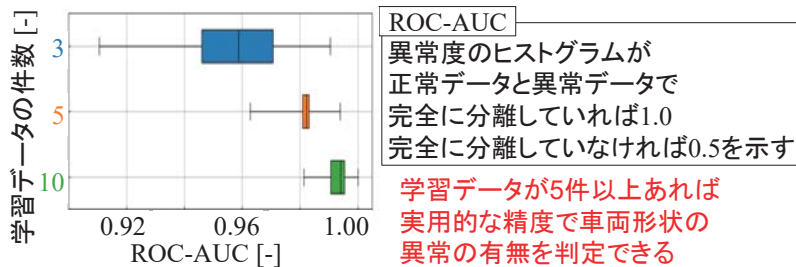 学習データの件数 [-]
3
5
10
0.92 0.96 1.00
ROC-AUC [-]
ROC-AUC
異常度のヒストグラムが
正常データと異常データで
完全に分離していれば1.0
完全に分離していなければ0.5を示す
学習データが5件以上あれば
実用的な精度で車両形状の
異常の有無を判定できる